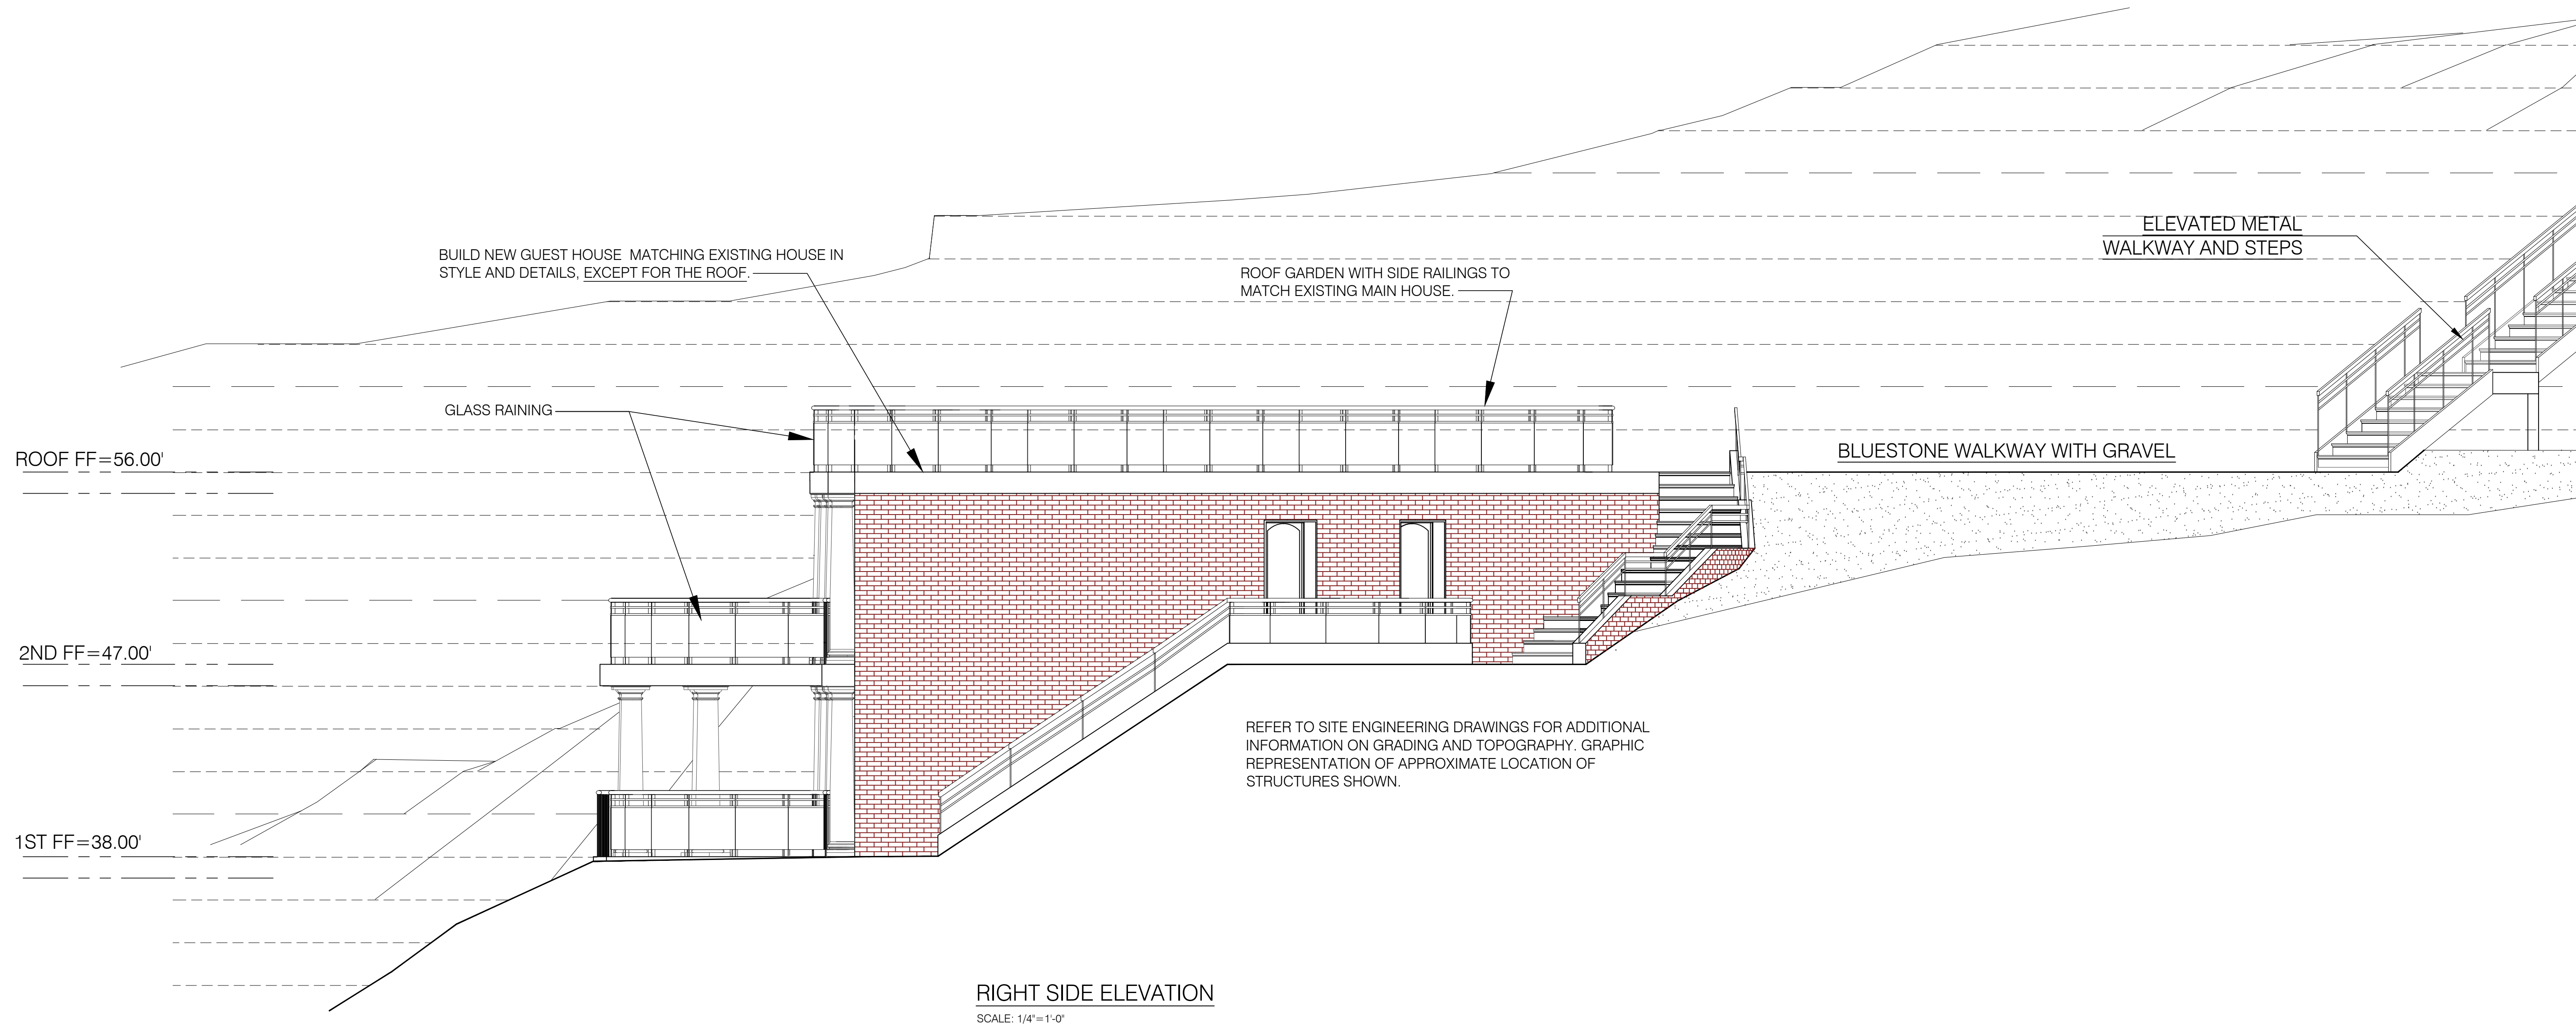 ELEVATED METAL
WALKWAY AND STEPS
BUILD NEW GUEST HOUSE  MATCHING EXISTING HOUSE IN
STYLE AND DETAILS, EXCEPT FOR THE ROOF.
ROOF GARDEN WITH SIDE RAILINGS TO
MATCH EXISTING MAIN HOUSE.
GLASS RAINING
BLUESTONE WALKWAY WITH GRAVEL
ROOF FF=56.00'
2ND FF=47.00'
REFER TO SITE ENGINEERING DRAWINGS FOR ADDITIONAL
INFORMATION ON GRADING AND TOPOGRAPHY. GRAPHIC
REPRESENTATION OF APPROXIMATE LOCATION OF
STRUCTURES SHOWN.
1ST FF=38.00'
RIGHT SIDE ELEVATION
SCALE: 1/4"=1'-0"